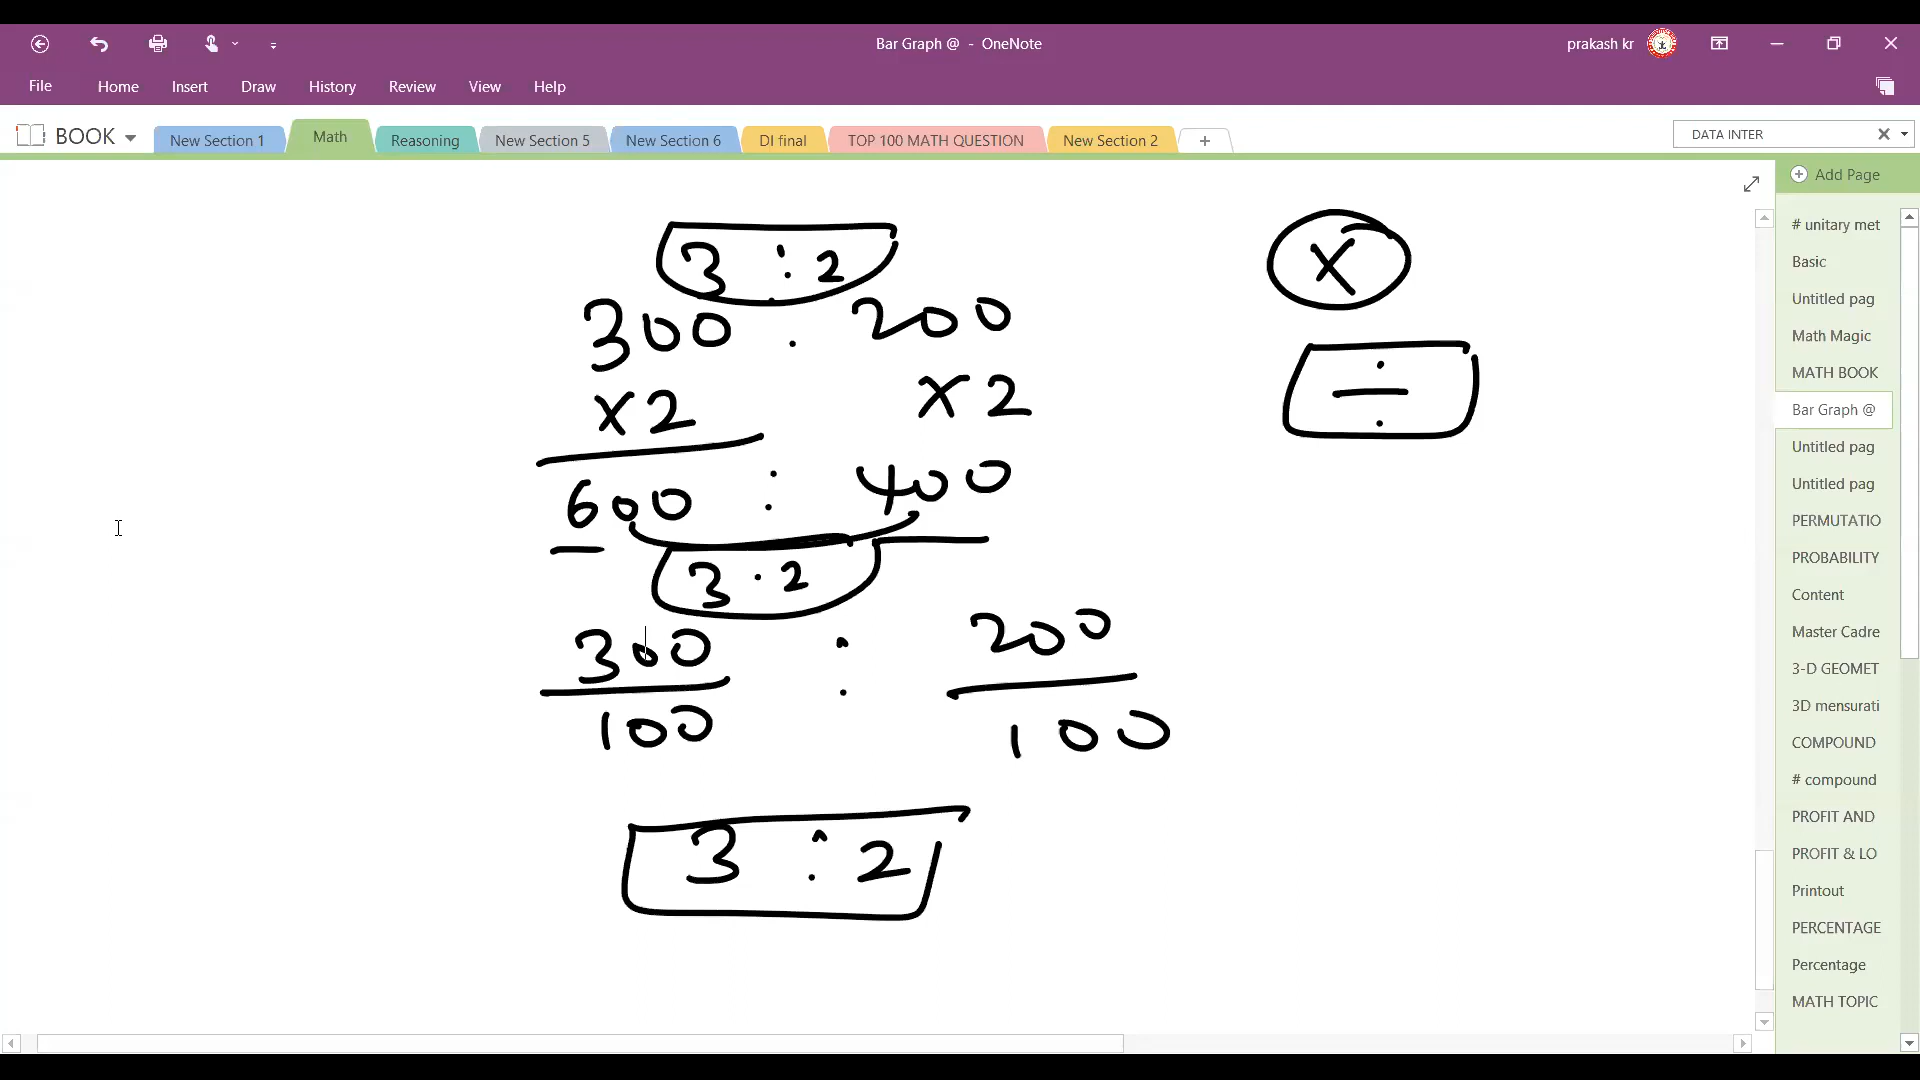 Bar Graph @ - OneNote
prakash kr
File Home Insert Draw History Review View Help
BOOK New Section 1 Math Reasoning New Section 5 New Section 6 DI final TOP 100 MATH QUESTION New Section 2 +
DATA INTER
Add Page
# unitary met
Basic
Untitled pag
Math Magic
MATH BOOK
Bar Graph @
Untitled pag
Untitled pag
PERMUTATIO
PROBABILITY
Content
Master Cadre
3-D GEOMET
3D mensurati
COMPOUND
# compound
PROFIT AND
PROFIT & LO
Printout
PERCENTAGE
Percentage
MATH TOPIC
3 : 2
300 . 200
×2 ×2
600 : 400
3 . 2
300 : 200
100 100
3 : 2
×
÷